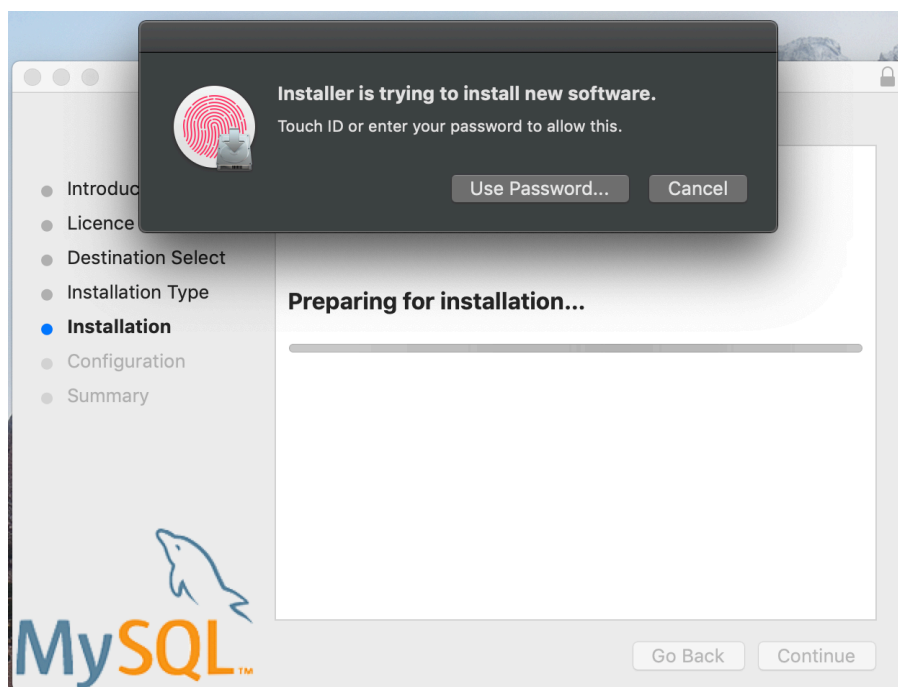 Installer is trying to install new software.
Touch ID or enter your password to allow this.
Use Password...
Cancel
Introduc
Licence
Destination Select
Installation Type
Installation
Configuration
Summary
Preparing for installation...
MySQL™
Go Back
Continue